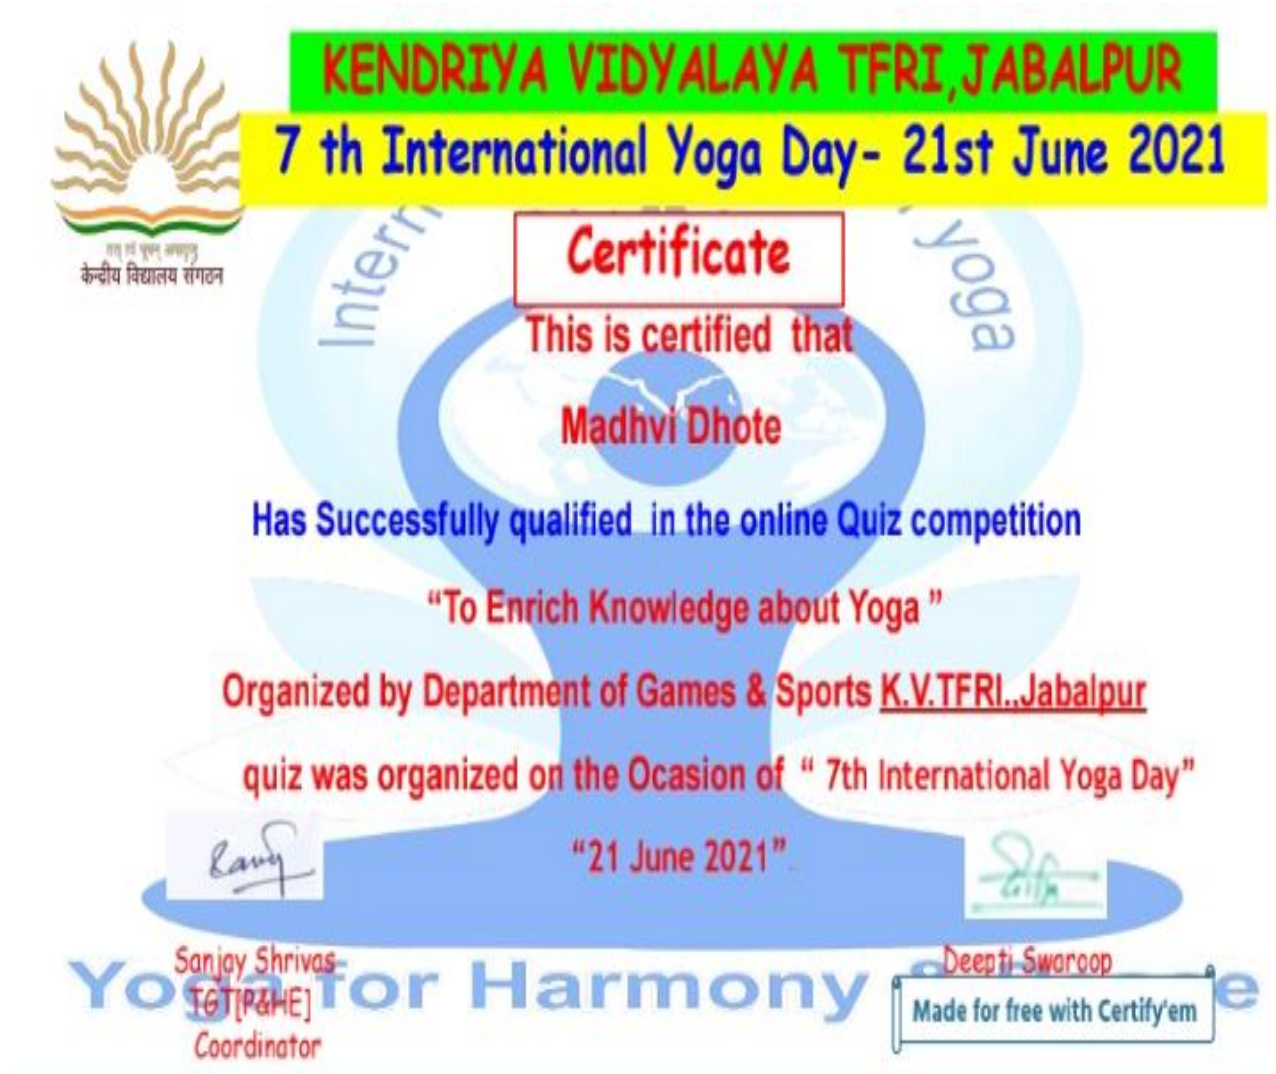 KENDRIYA VIDYALAYA TFRI,JABALPUR
7 th International Yoga Day- 21st June 2021
केन्द्रीय विद्यालय संगठन
yoga
Certificate
This is certified that
Madhvi Dhote
Has Successfully qualified in the online Quiz competition
“To Enrich Knowledge about Yoga ”
Organized by Department of Games & Sports K.V.TFRI.,Jabalpur
quiz was organized on the Ocasion of “ 7th International Yoga Day”
“21 June 2021”
Sanjay Shrivas
TGT[P&HE]
Coordinator
Deepti Swaroop
Yoga for Harmony
Made for free with Certify'em